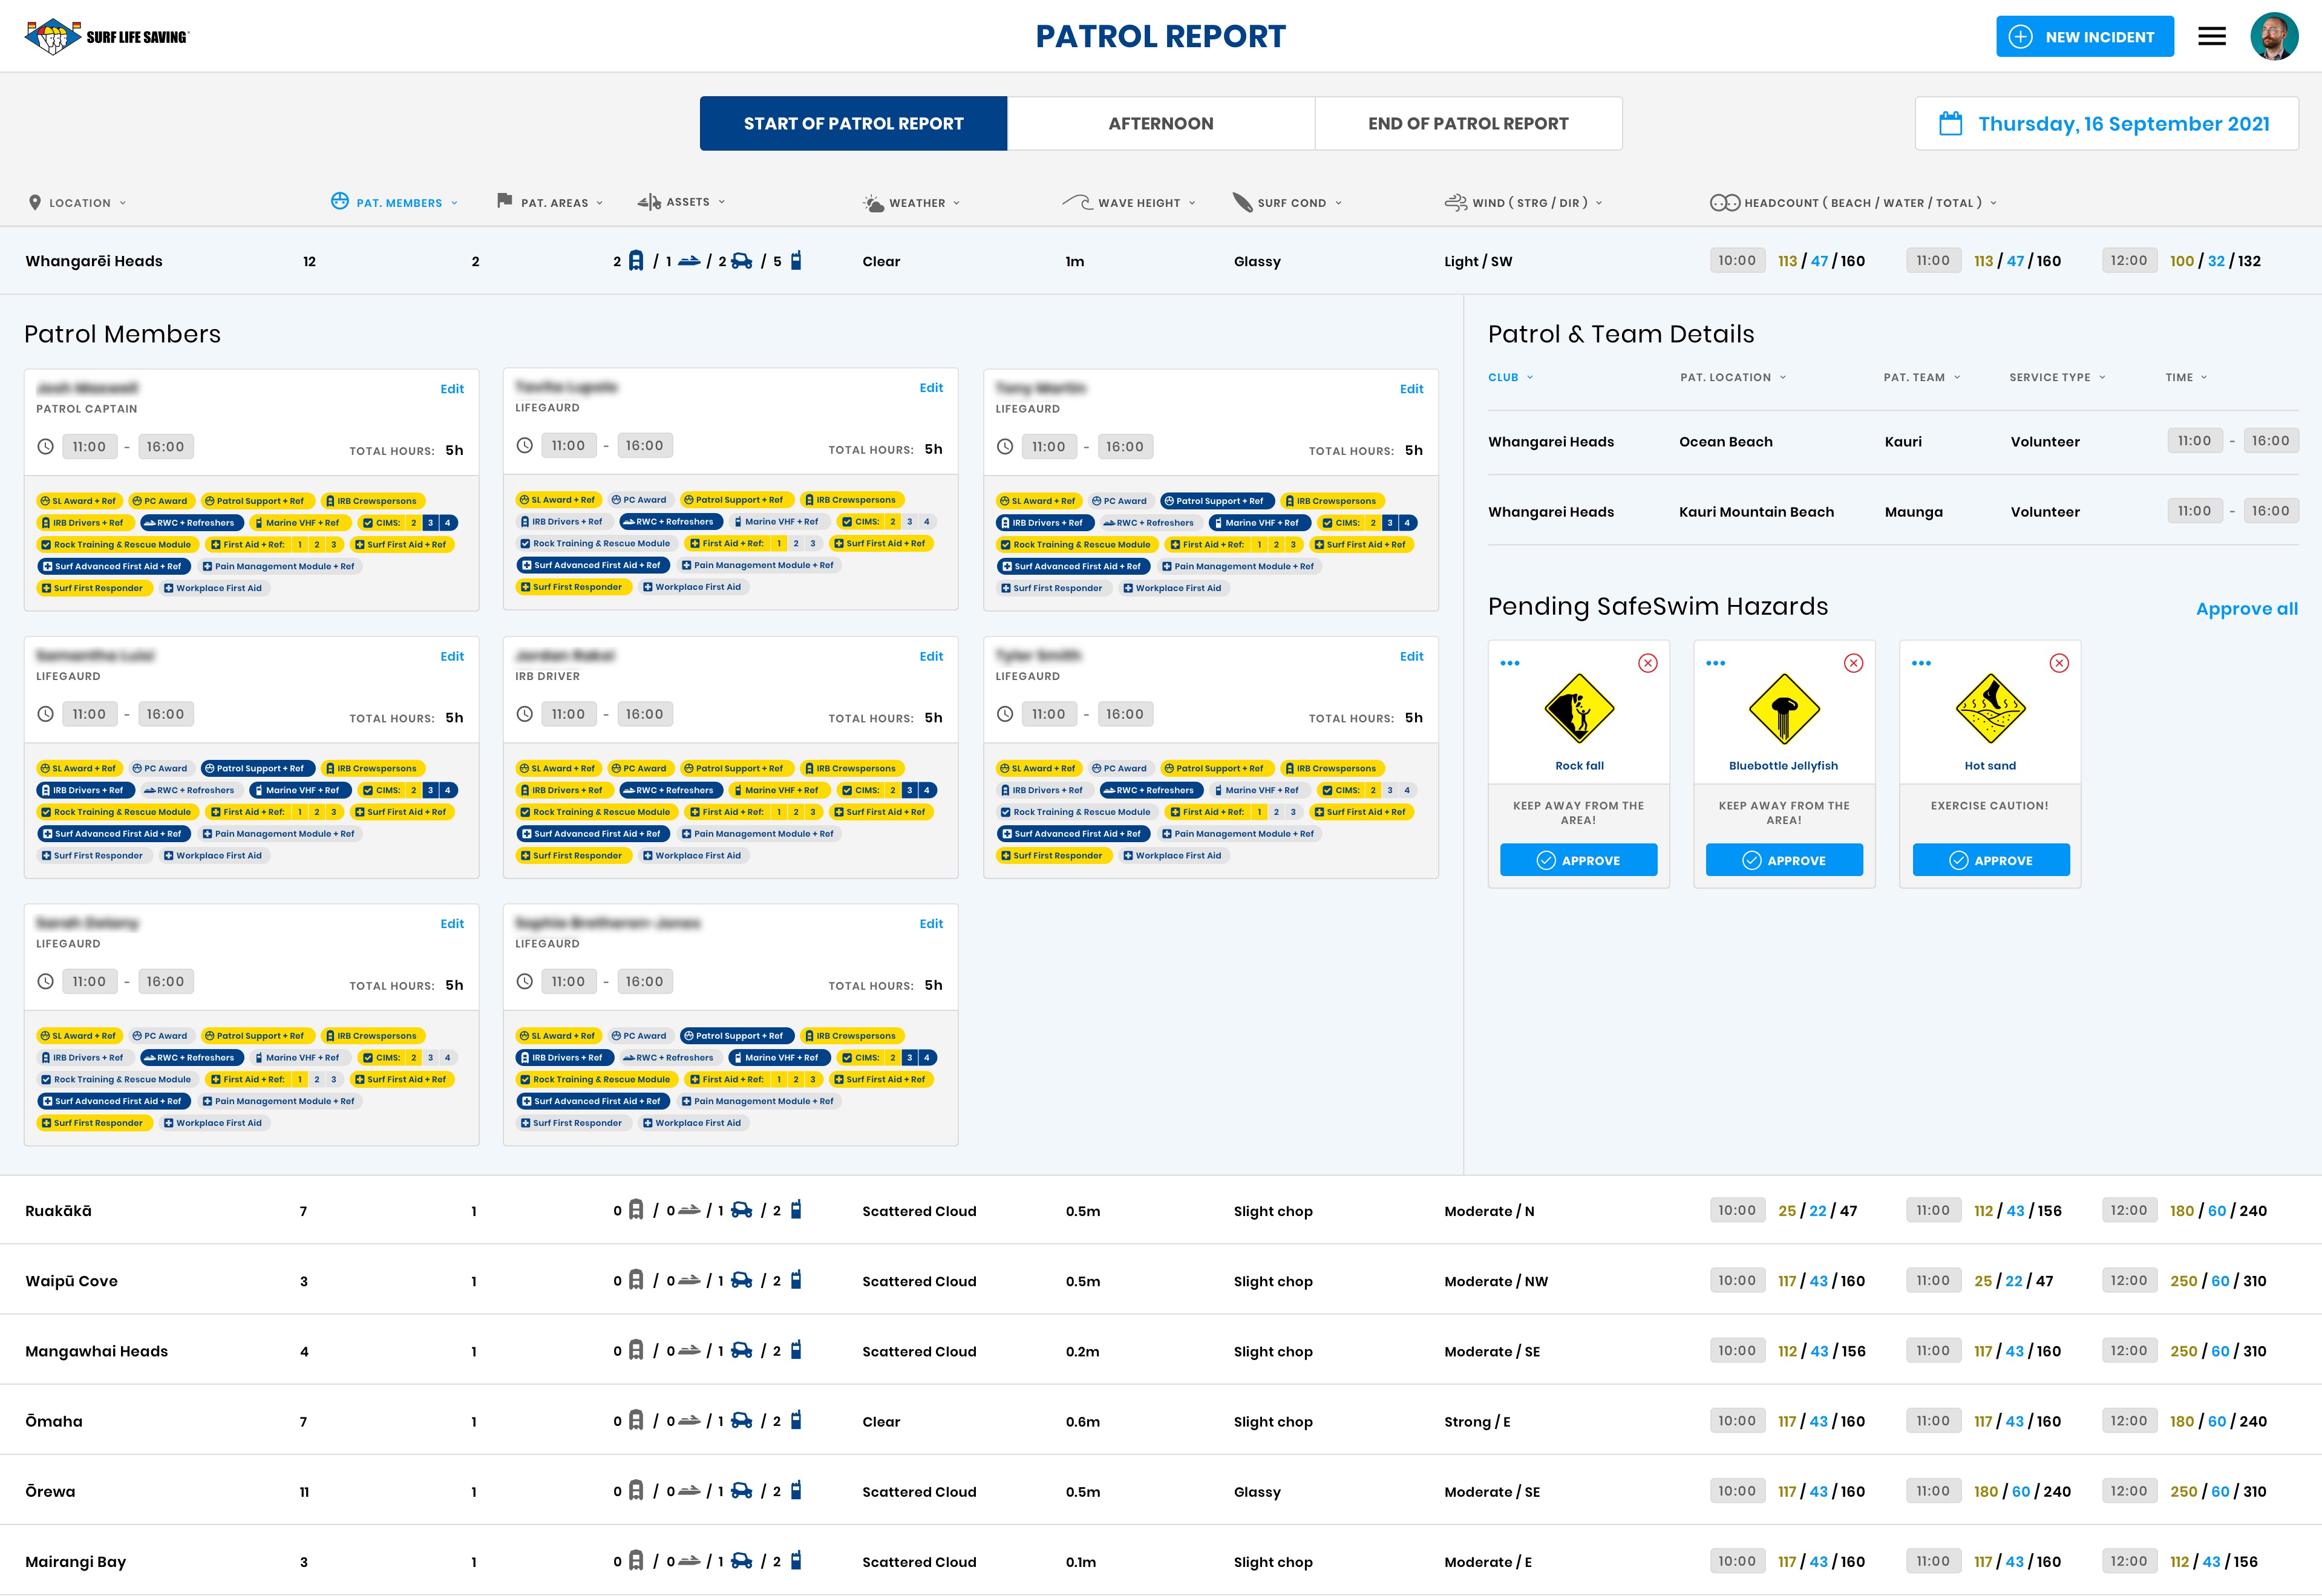 SURF LIFE SAVING
PATROL REPORT
NEW INCIDENT
START OF PATROL REPORT
AFTERNOON
END OF PATROL REPORT
Thursday, 16 September 2021
LOCATION PAT. MEMBERS PAT. AREAS ASSETS WEATHER WAVE HEIGHT SURF COND WIND ( STRG / DIR ) HEADCOUNT ( BEACH / WATER / TOTAL )
Whangarēi Heads 12 2 2 / 1 / 2 / 5 Clear 1m Glassy Light / SW 10:00 113 / 47 / 160 11:00 113 / 47 / 160 12:00 100 / 32 / 132
Patrol Members
Edit
PATROL CAPTAIN
11:00 - 16:00 TOTAL HOURS: 5h
SL Award + Ref PC Award Patrol Support + Ref IRB Crewspersons
IRB Drivers + Ref RWC + Refreshers Marine VHF + Ref CIMS: 2 3 4
Rock Training & Rescue Module First Aid + Ref: 1 2 3 Surf First Aid + Ref
Surf Advanced First Aid + Ref Pain Management Module + Ref
Surf First Responder Workplace First Aid
Edit
LIFEGAURD
11:00 - 16:00 TOTAL HOURS: 5h
SL Award + Ref PC Award Patrol Support + Ref IRB Crewspersons
IRB Drivers + Ref RWC + Refreshers Marine VHF + Ref CIMS: 2 3 4
Rock Training & Rescue Module First Aid + Ref: 1 2 3 Surf First Aid + Ref
Surf Advanced First Aid + Ref Pain Management Module + Ref
Surf First Responder Workplace First Aid
Edit
LIFEGAURD
11:00 - 16:00 TOTAL HOURS: 5h
SL Award + Ref PC Award Patrol Support + Ref IRB Crewspersons
IRB Drivers + Ref RWC + Refreshers Marine VHF + Ref CIMS: 2 3 4
Rock Training & Rescue Module First Aid + Ref: 1 2 3 Surf First Aid + Ref
Surf Advanced First Aid + Ref Pain Management Module + Ref
Surf First Responder Workplace First Aid
Edit
LIFEGAURD
11:00 - 16:00 TOTAL HOURS: 5h
SL Award + Ref PC Award Patrol Support + Ref IRB Crewspersons
IRB Drivers + Ref RWC + Refreshers Marine VHF + Ref CIMS: 2 3 4
Rock Training & Rescue Module First Aid + Ref: 1 2 3 Surf First Aid + Ref
Surf Advanced First Aid + Ref Pain Management Module + Ref
Surf First Responder Workplace First Aid
Edit
IRB DRIVER
11:00 - 16:00 TOTAL HOURS: 5h
SL Award + Ref PC Award Patrol Support + Ref IRB Crewspersons
IRB Drivers + Ref RWC + Refreshers Marine VHF + Ref CIMS: 2 3 4
Rock Training & Rescue Module First Aid + Ref: 1 2 3 Surf First Aid + Ref
Surf Advanced First Aid + Ref Pain Management Module + Ref
Surf First Responder Workplace First Aid
Edit
LIFEGAURD
11:00 - 16:00 TOTAL HOURS: 5h
SL Award + Ref PC Award Patrol Support + Ref IRB Crewspersons
IRB Drivers + Ref RWC + Refreshers Marine VHF + Ref CIMS: 2 3 4
Rock Training & Rescue Module First Aid + Ref: 1 2 3 Surf First Aid + Ref
Surf Advanced First Aid + Ref Pain Management Module + Ref
Surf First Responder Workplace First Aid
Edit
LIFEGAURD
11:00 - 16:00 TOTAL HOURS: 5h
SL Award + Ref PC Award Patrol Support + Ref IRB Crewspersons
IRB Drivers + Ref RWC + Refreshers Marine VHF + Ref CIMS: 2 3 4
Rock Training & Rescue Module First Aid + Ref: 1 2 3 Surf First Aid + Ref
Surf Advanced First Aid + Ref Pain Management Module + Ref
Surf First Responder Workplace First Aid
Edit
LIFEGAURD
11:00 - 16:00 TOTAL HOURS: 5h
SL Award + Ref PC Award Patrol Support + Ref IRB Crewspersons
IRB Drivers + Ref RWC + Refreshers Marine VHF + Ref CIMS: 2 3 4
Rock Training & Rescue Module First Aid + Ref: 1 2 3 Surf First Aid + Ref
Surf Advanced First Aid + Ref Pain Management Module + Ref
Surf First Responder Workplace First Aid
Patrol & Team Details
CLUB PAT. LOCATION PAT. TEAM SERVICE TYPE TIME
Whangarei Heads Ocean Beach Kauri Volunteer 11:00 - 16:00
Whangarei Heads Kauri Mountain Beach Maunga Volunteer 11:00 - 16:00
Pending SafeSwim Hazards Approve all
Rock fall
KEEP AWAY FROM THE
AREA!
APPROVE
Bluebottle Jellyfish
KEEP AWAY FROM THE
AREA!
APPROVE
Hot sand
EXERCISE CAUTION!
APPROVE
Ruakākā 7 1 0 / 0 / 1 / 2 Scattered Cloud 0.5m Slight chop Moderate / N 10:00 25 / 22 / 47 11:00 112 / 43 / 156 12:00 180 / 60 / 240
Waipū Cove 3 1 0 / 0 / 1 / 2 Scattered Cloud 0.5m Slight chop Moderate / NW 10:00 117 / 43 / 160 11:00 25 / 22 / 47 12:00 250 / 60 / 310
Mangawhai Heads 4 1 0 / 0 / 1 / 2 Scattered Cloud 0.2m Slight chop Moderate / SE 10:00 112 / 43 / 156 11:00 117 / 43 / 160 12:00 250 / 60 / 310
Ōmaha 7 1 0 / 0 / 1 / 2 Clear 0.6m Slight chop Strong / E 10:00 117 / 43 / 160 11:00 117 / 43 / 160 12:00 180 / 60 / 240
Ōrewa 11 1 0 / 0 / 1 / 2 Scattered Cloud 0.5m Glassy Moderate / SE 10:00 117 / 43 / 160 11:00 180 / 60 / 240 12:00 250 / 60 / 310
Mairangi Bay 3 1 0 / 0 / 1 / 2 Scattered Cloud 0.1m Slight chop Moderate / E 10:00 117 / 43 / 160 11:00 117 / 43 / 160 12:00 112 / 43 / 156